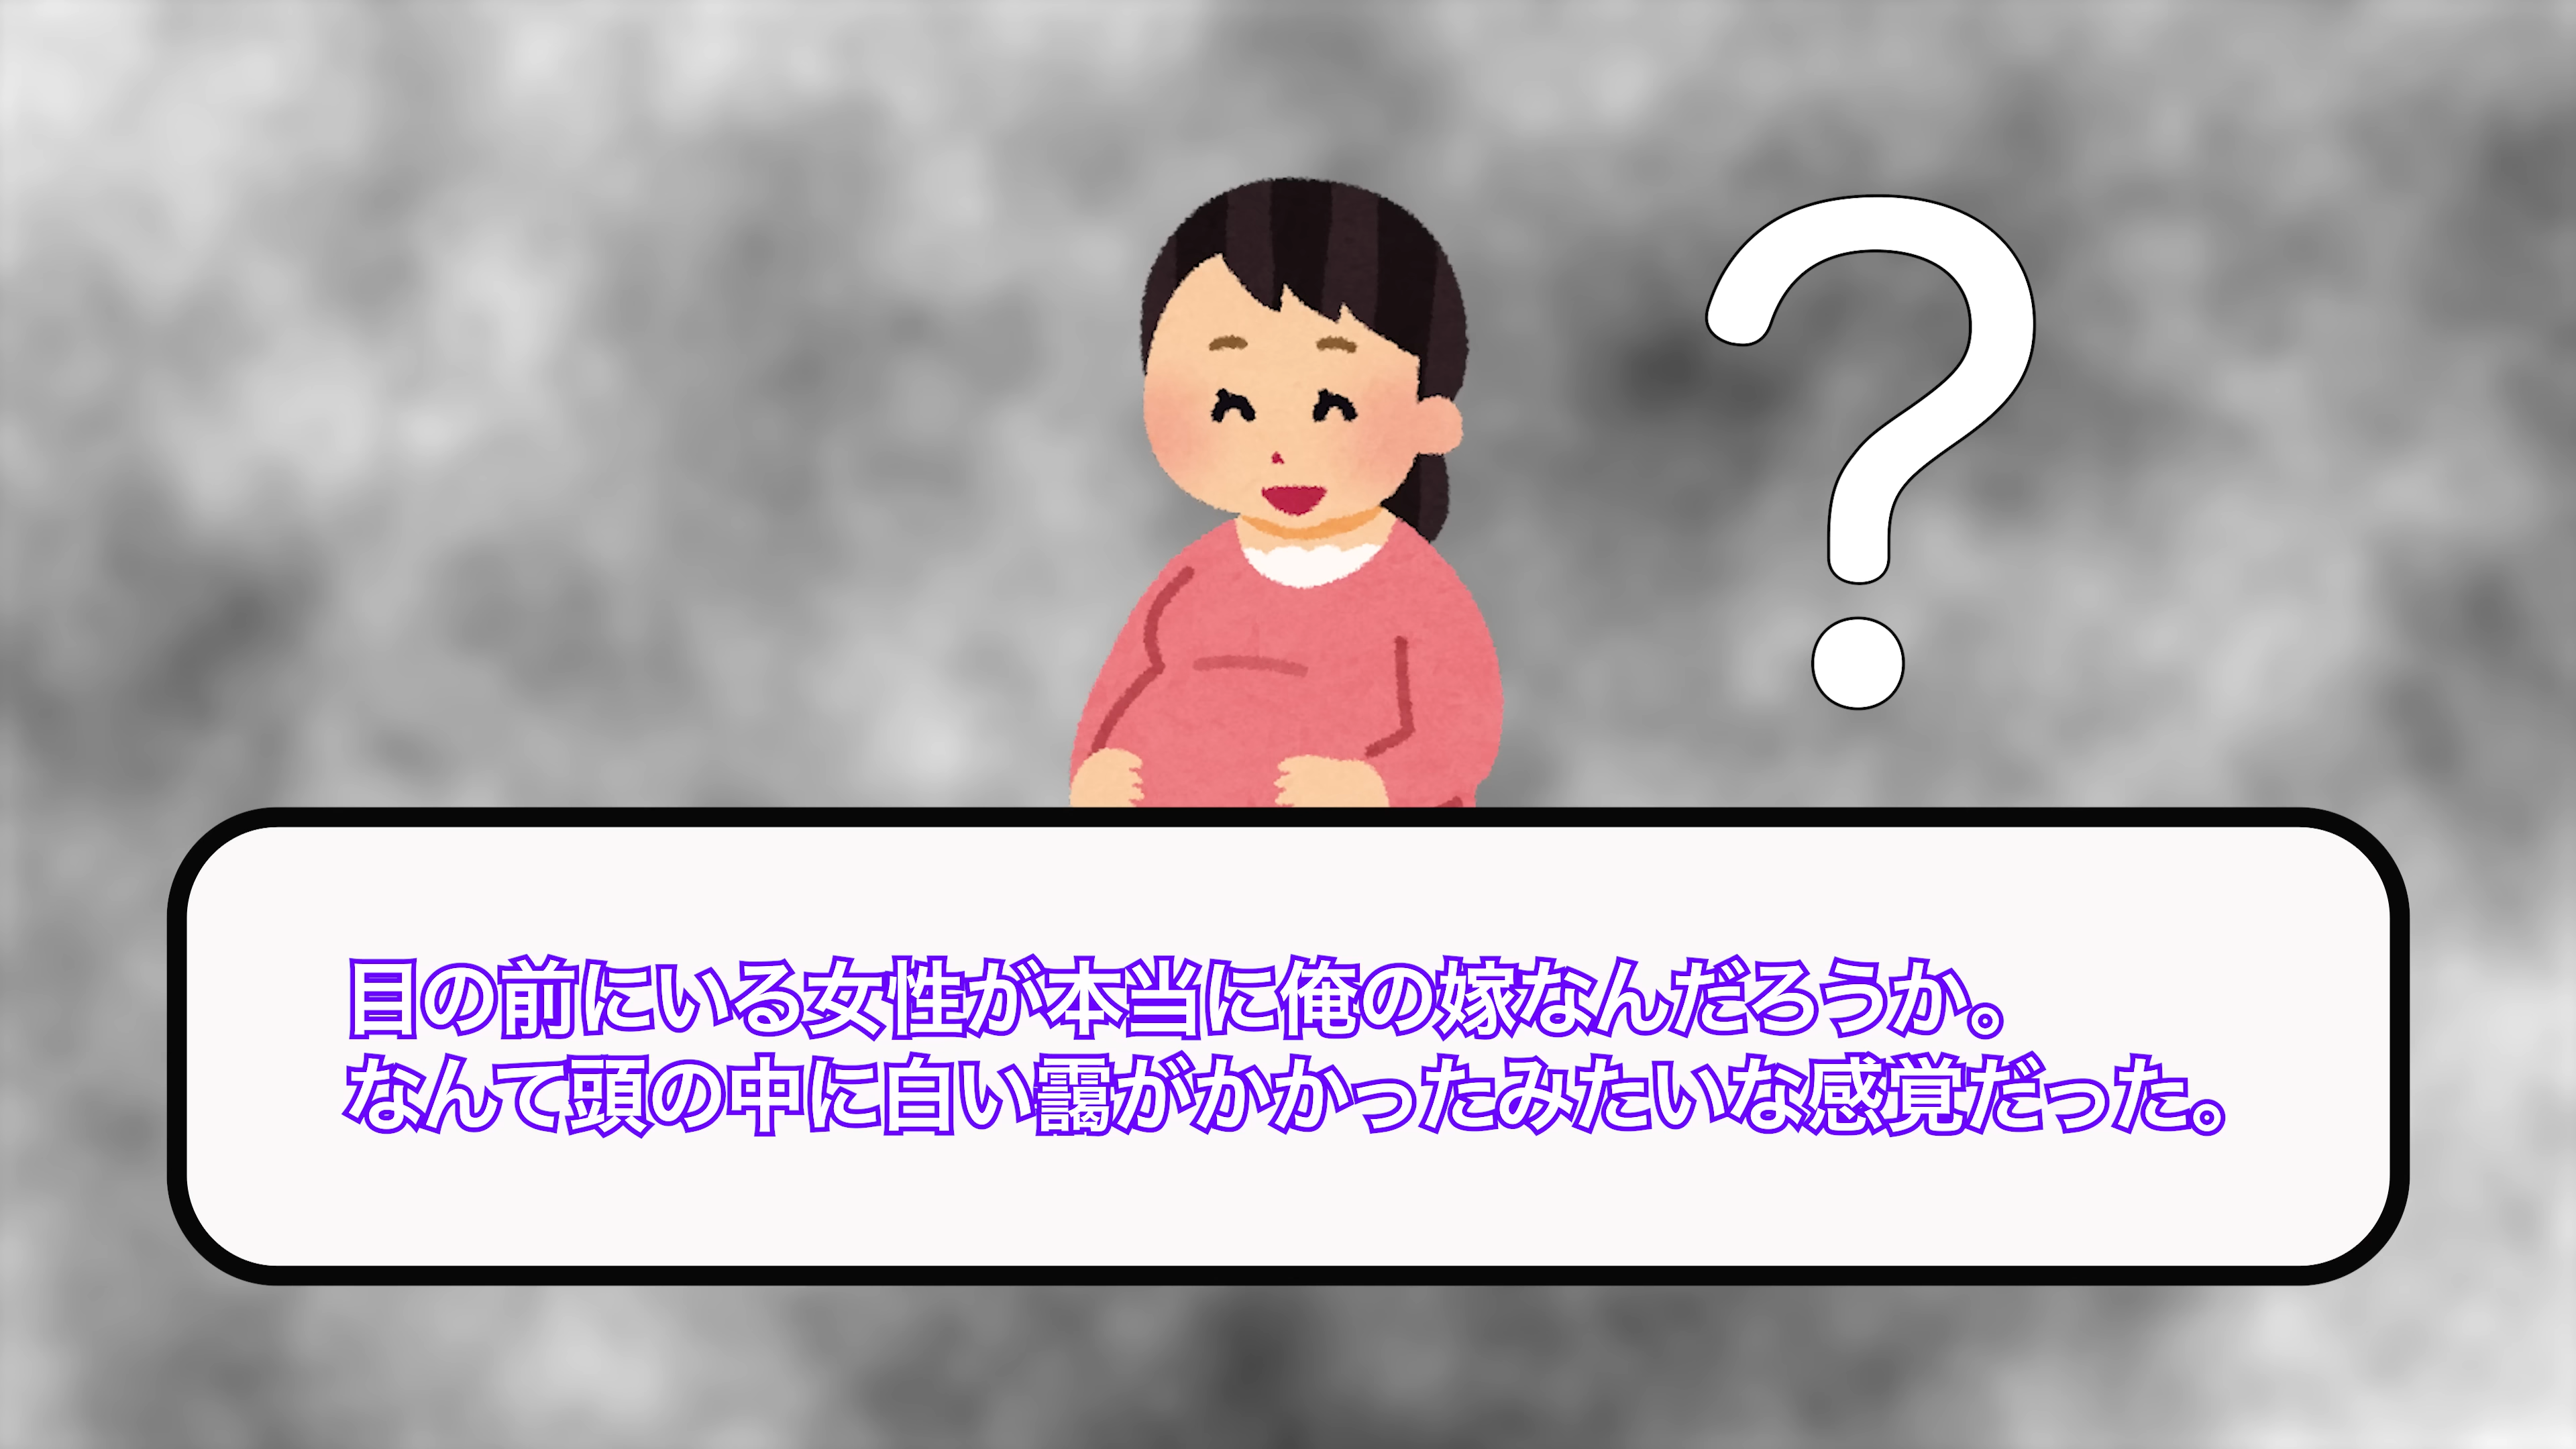 ?
目の前にいる女性が本当に俺の嫁なんだろうか。
なんて頭の中に白い靄がかかったみたいな感覚だった。